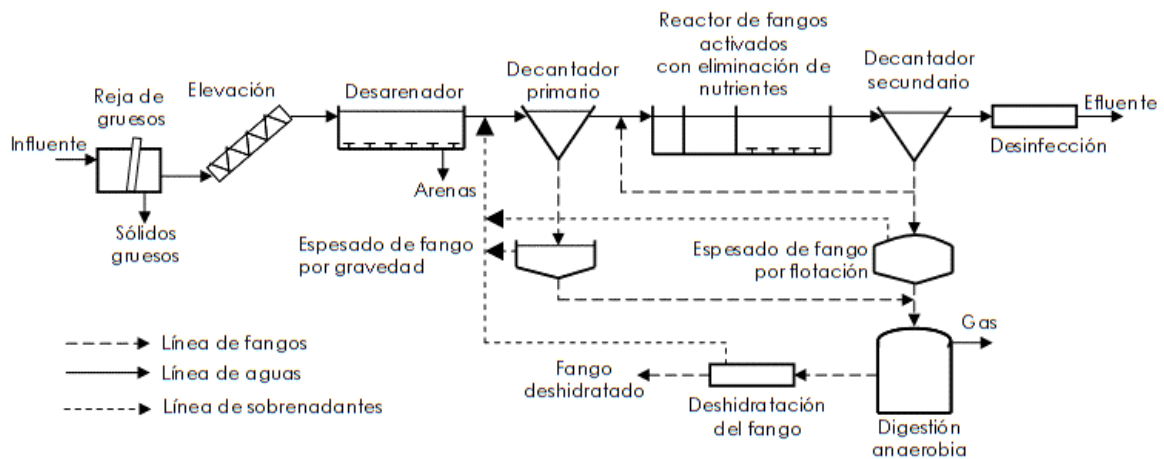 Reactor de fangos
activados
con eliminación de
nutrientes
Decantador
primario
Decantador
secundario
Reja de
gruesos
Elevación
Desarenador
Influente
Efluente
Desinfección
Arenas
Sólidos
gruesos
Espesado de fango
por gravedad
Espesado de fango
por flotación
Gas
Línea de fangos
Línea de aguas
Línea de sobrenadantes
Fango
deshidratado
Deshidratación
del fango
Digestión
anaerobia